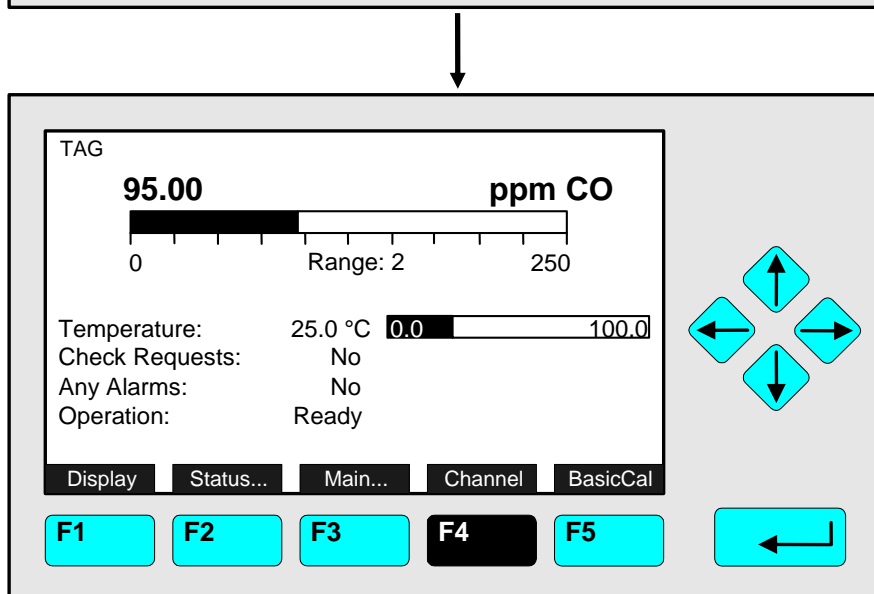 TAG
95.00 ppm CO
0 Range: 2 250
Temperature: 25.0 °C 0.0 100.0
Check Requests: No
Any Alarms: No
Operation: Ready
Display Status... Main... Channel BasicCal
F1 F2 F3 F4 F5